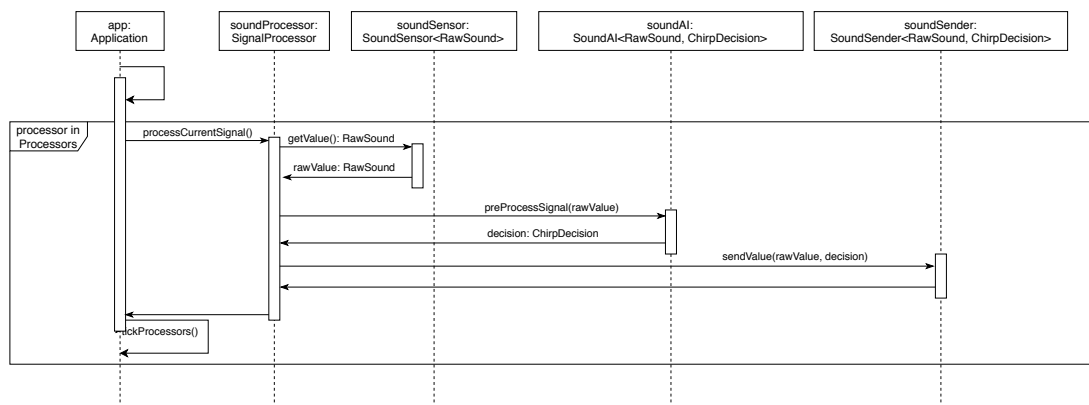 app:
Application
soundProcessor:
SignalProcessor
soundSensor:
SoundSensor<RawSound>
soundAI:
SoundAI<RawSound, ChirpDecision>
soundSender:
SoundSender<RawSound, ChirpDecision>
processor in
Processors
processCurrentSignal()
getValue(): RawSound
rawValue: RawSound
preProcessSignal(rawValue)
decision: ChirpDecision
sendValue(rawValue, decision)
tickProcessors()